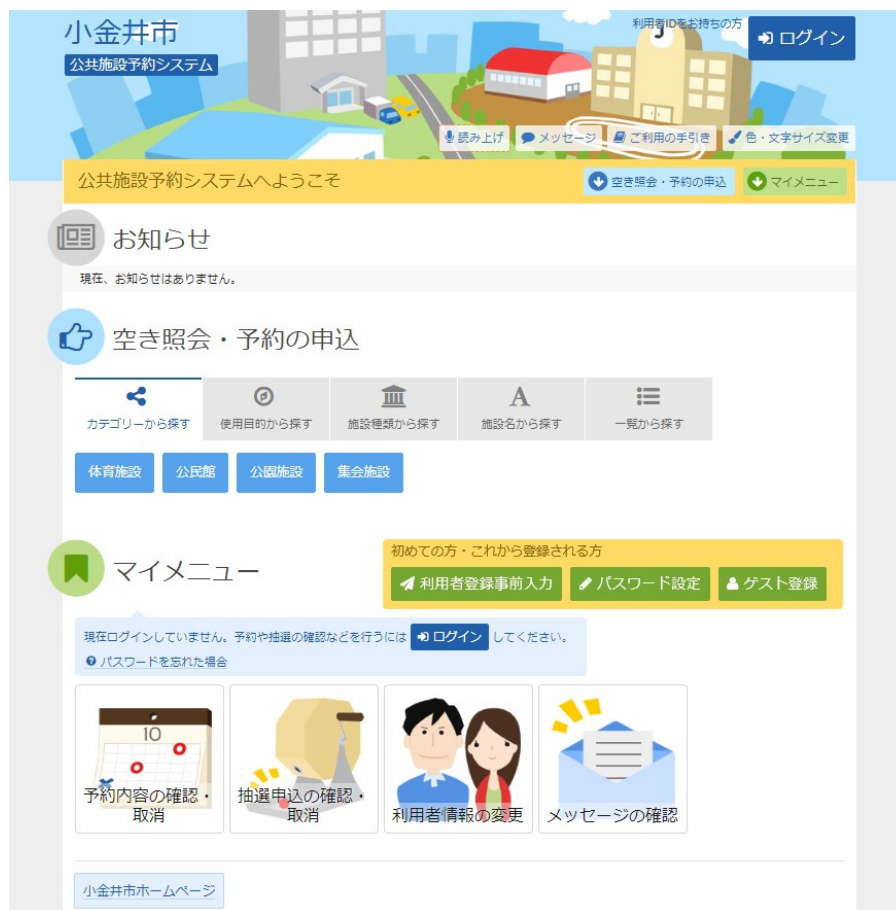 小金井市
公共施設予約システム
利用者IDをお持ちの方
ログイン
読み上げ
メッセージ
ご利用の手引き
色・文字サイズ変更
公共施設予約システムへようこそ
空き照会・予約の申込
マイメニュー
お知らせ
現在、お知らせはありません。
空き照会・予約の申込
カテゴリーから探す
使用目的から探す
施設種類から探す
A
施設名から探す
一覧から探す
体育施設
公民館
公園施設
集会施設
マイメニュー
初めての方・これから登録される方
利用者登録事前入力
パスワード設定
ゲスト登録
現在ログインしていません。予約や抽選の確認などを行うには ログイン してください。
パスワードを忘れた場合
10
予約内容の確認・
取消
抽選申込の確認・
取消
利用者情報の変更
メッセージの確認
小金井市ホームページ